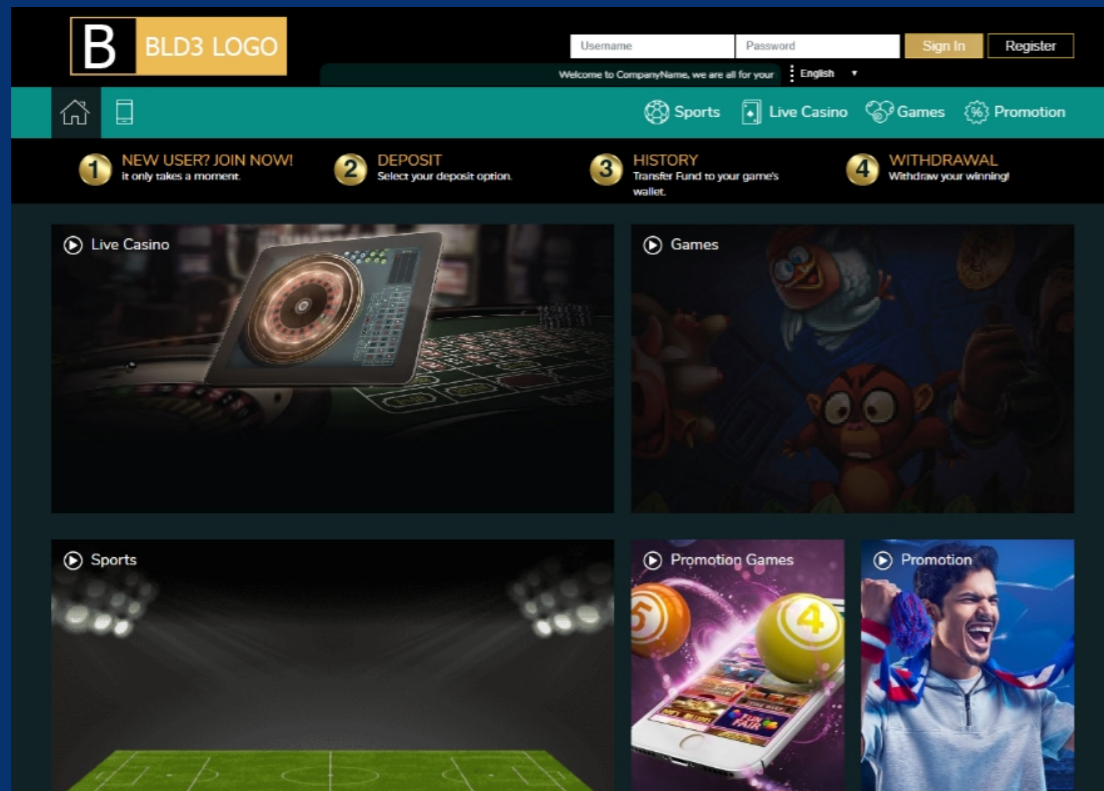 B
BLD3 LOGO
Username
Password
Sign In
Register
Welcome to CompanyName, we are all for your
English
Sports
Live Casino
Games
Promotion
1
NEW USER? JOIN NOW!
it only takes a moment.
2
DEPOSIT
Select your deposit option.
3
HISTORY
Transfer Fund to your game's
wallet.
4
WITHDRAWAL
Withdraw your winning!
Live Casino
Games
Sports
Promotion Games
5
4
FUN
FAIR
Promotion